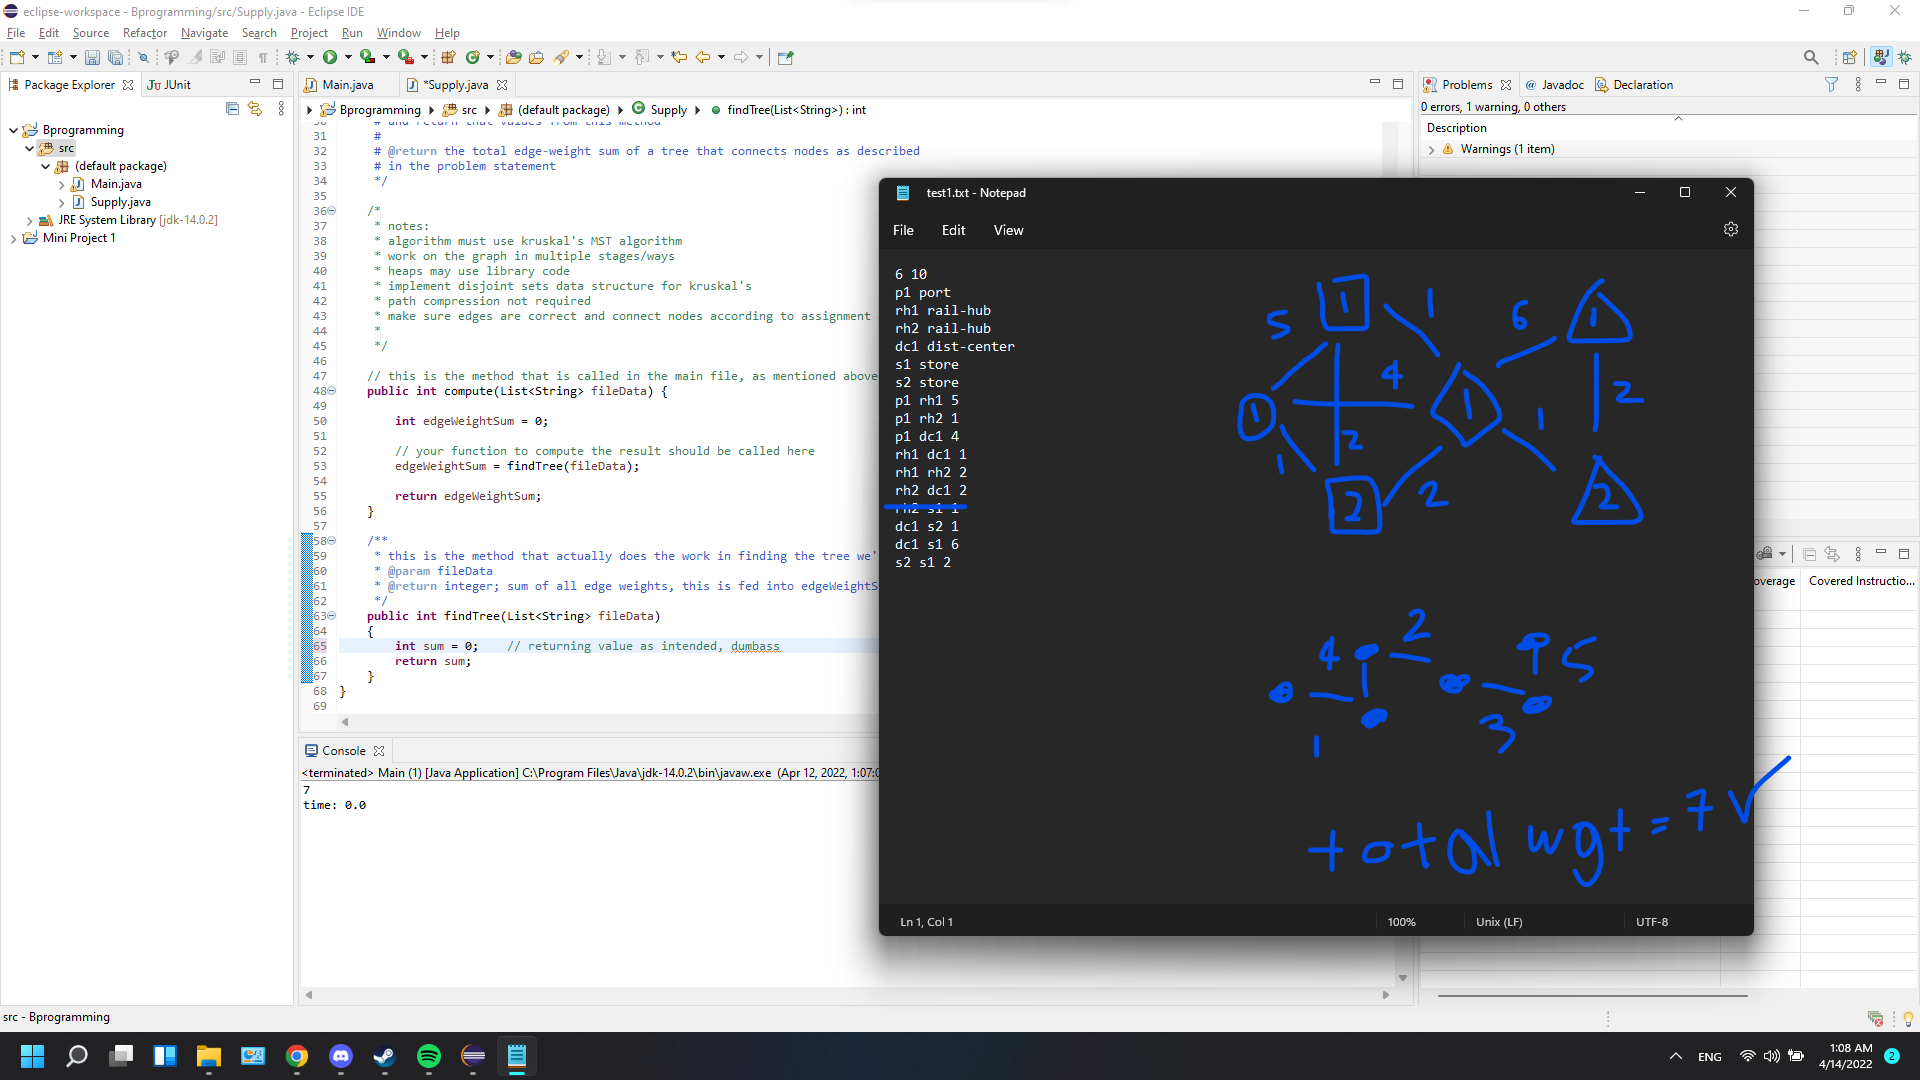 eclipse-workspace - Bprogramming/src/Supply.java - Eclipse IDE
File Edit Source Refactor Navigate Search Project Run Window Help
Package Explorer JUnit
Bprogramming
src
(default package)
Main.java
Supply.java
JRE System Library [jdk-14.0.2]
Mini Project 1
Main.java *Supply.java
Bprogramming src (default package) Supply findTree(List<String>) : int
30 # and return that values from this method
31 #
32 # @return the total edge-weight sum of a tree that connects nodes as described
33 # in the problem statement
34 */
35
36 /*
37 * notes:
38 * algorithm must use kruskal's MST algorithm
39 * work on the graph in multiple stages/ways
40 * heaps may use library code
41 * implement disjoint sets data structure for kruskal's
42 * path compression not required
43 * make sure edges are correct and connect nodes according to assignment
44 *
45 */
46
47 // this is the method that is called in the main file, as mentioned above
48 public int compute(List<String> fileData) {
49
50 int edgeWeightSum = 0;
51
52 // your function to compute the result should be called here
53 edgeWeightSum = findTree(fileData);
54
55 return edgeWeightSum;
56 }
57
58 /**
59 * this is the method that actually does the work in finding the tree we'
60 * @param fileData
61 * @return integer; sum of all edge weights, this is fed into edgeWeightS
62 */
63 public int findTree(List<String> fileData)
64 {
65 int sum = 0; // returning value as intended, dumbass
66 return sum;
67 }
68 }
69
Console
<terminated> Main (1) [Java Application] C:\Program Files\Java\jdk-14.0.2\bin\javaw.exe (Apr 12, 2022, 1:07:0
7
time: 0.0
Problems Javadoc Declaration
0 errors, 1 warning, 0 others
Description
Warnings (1 item)
overage Covered Instructio...
test1.txt - Notepad
File Edit View
6 10
p1 port
rh1 rail-hub
rh2 rail-hub
dc1 dist-center
s1 store
s2 store
p1 rh1 5
p1 rh2 1
p1 dc1 4
rh1 dc1 1
rh1 rh2 2
rh2 dc1 2
rh2 s1 1
dc1 s2 1
dc1 s1 6
s2 s1 2
1 1 6 1
5
4
2
1 1 1
2
1
2 2 2
2
4 5
3
1
total wgt = 7 ✓
Ln 1, Col 1 100% Unix (LF) UTF-8
src - Bprogramming
ENG
1:08 AM
4/14/2022
2